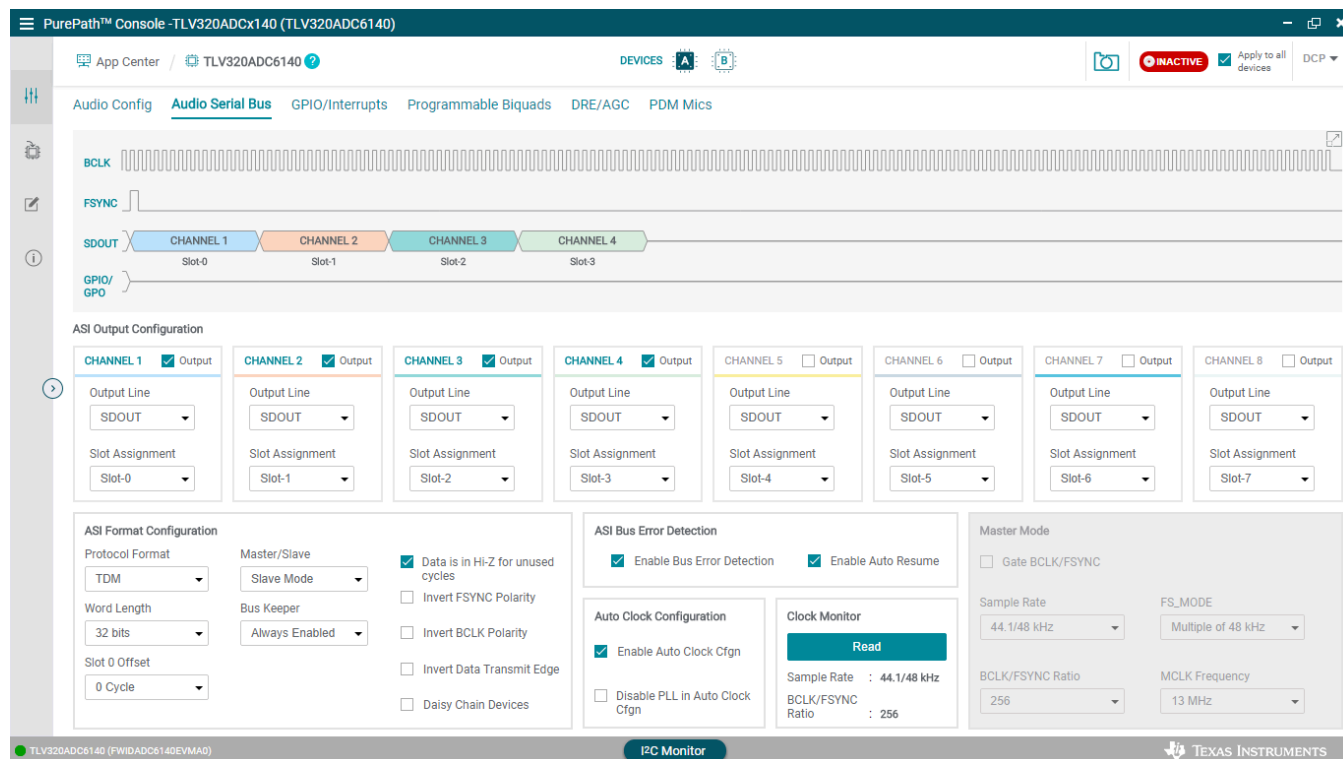 PurePath™ Console -TLV320ADCx140 (TLV320ADC6140)
App Center / TLV320ADC6140 ?
DEVICES A B
INACTIVE
Apply to all
devices
DCP
Audio Config Audio Serial Bus GPIO/Interrupts Programmable Biquads DRE/AGC PDM Mics
BCLK
FSYNC
SDOUT CHANNEL 1 CHANNEL 2 CHANNEL 3 CHANNEL 4
Slot-0 Slot-1 Slot-2 Slot-3
GPIO/
GPO
ASI Output Configuration
CHANNEL 1 Output CHANNEL 2 Output CHANNEL 3 Output CHANNEL 4 Output CHANNEL 5 Output CHANNEL 6 Output CHANNEL 7 Output CHANNEL 8 Output
Output Line Output Line Output Line Output Line Output Line Output Line Output Line Output Line
SDOUT SDOUT SDOUT SDOUT SDOUT SDOUT SDOUT SDOUT
Slot Assignment Slot Assignment Slot Assignment Slot Assignment Slot Assignment Slot Assignment Slot Assignment Slot Assignment
Slot-0 Slot-1 Slot-2 Slot-3 Slot-4 Slot-5 Slot-6 Slot-7
ASI Format Configuration
Protocol Format
TDM
Word Length
32 bits
Slot 0 Offset
0 Cycle
Master/Slave
Slave Mode
Bus Keeper
Always Enabled
Data is in Hi-Z for unused
cycles
Invert FSYNC Polarity
Invert BCLK Polarity
Invert Data Transmit Edge
Daisy Chain Devices
ASI Bus Error Detection
Enable Bus Error Detection Enable Auto Resume
Auto Clock Configuration
Enable Auto Clock Cfgn
Disable PLL in Auto Clock
Cfgn
Clock Monitor
Read
Sample Rate : 44.1/48 kHz
BCLK/FSYNC
Ratio : 256
Master Mode
Gate BCLK/FSYNC
Sample Rate FS_MODE
44.1/48 kHz Multiple of 48 kHz
BCLK/FSYNC Ratio MCLK Frequency
256 13 MHz
TLV320ADC6140 (FWIDADC6140EVMA0)
I²C Monitor
TEXAS INSTRUMENTS